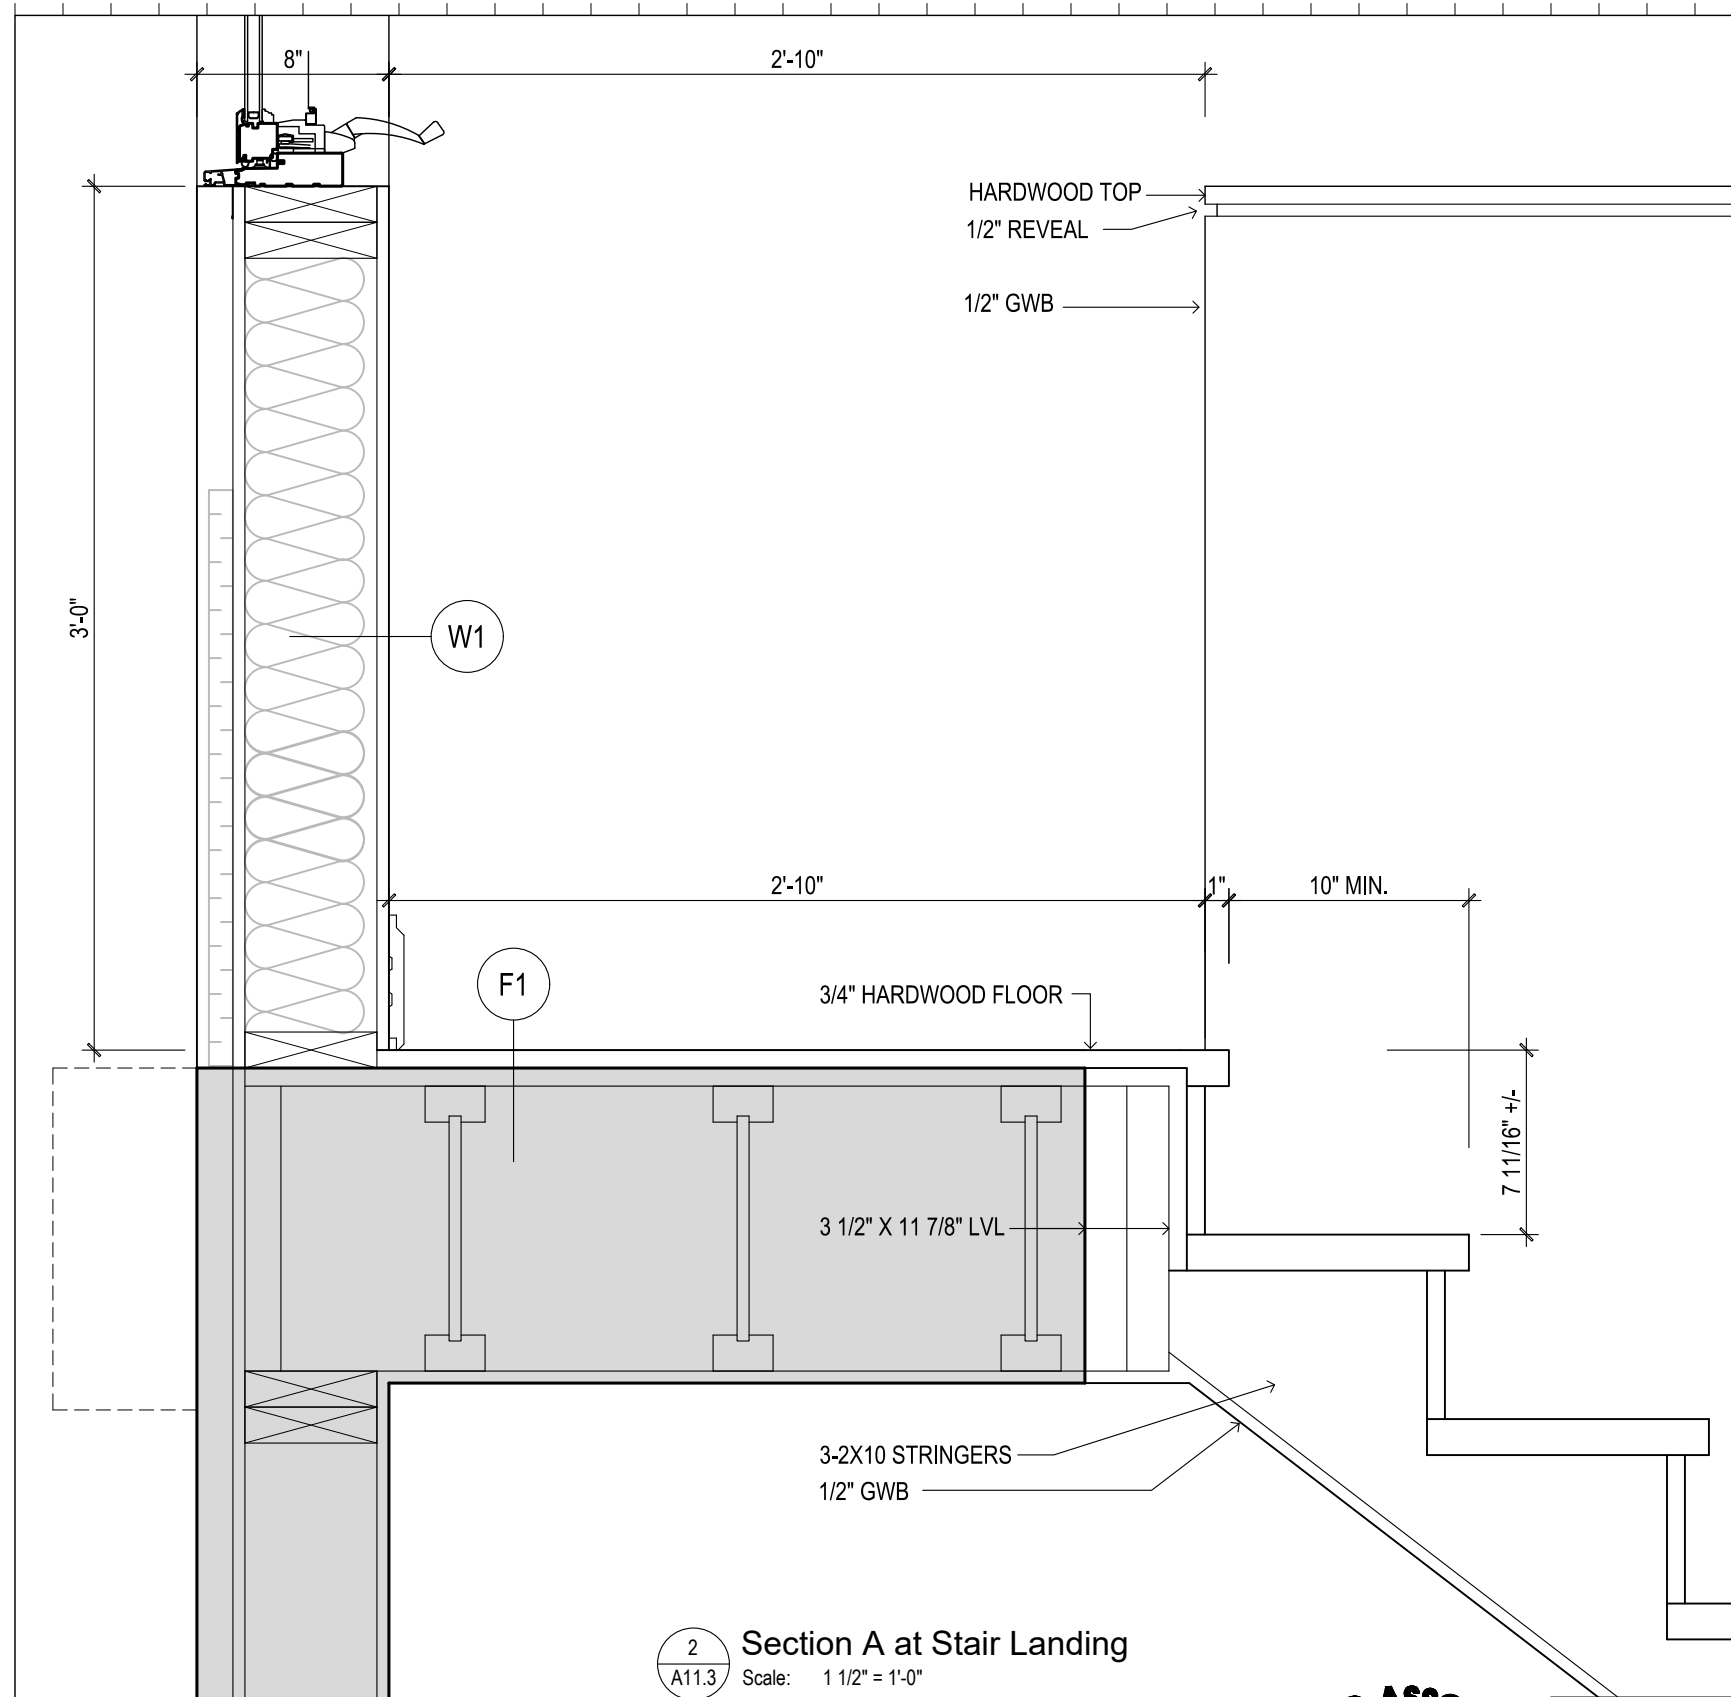 8"
2'-10"
HARDWOOD TOP
1/2" REVEAL
1/2" GWB
3'-0"
W1
2'-10"
1"
10" MIN.
F1
3/4" HARDWOOD FLOOR
7 11/16" +/-
3 1/2" X 11 7/8" LVL
3-2X10 STRINGERS
1/2" GWB
2
Section A at Stair Landing
A11.3
Scale: 1 1/2" = 1'-0"